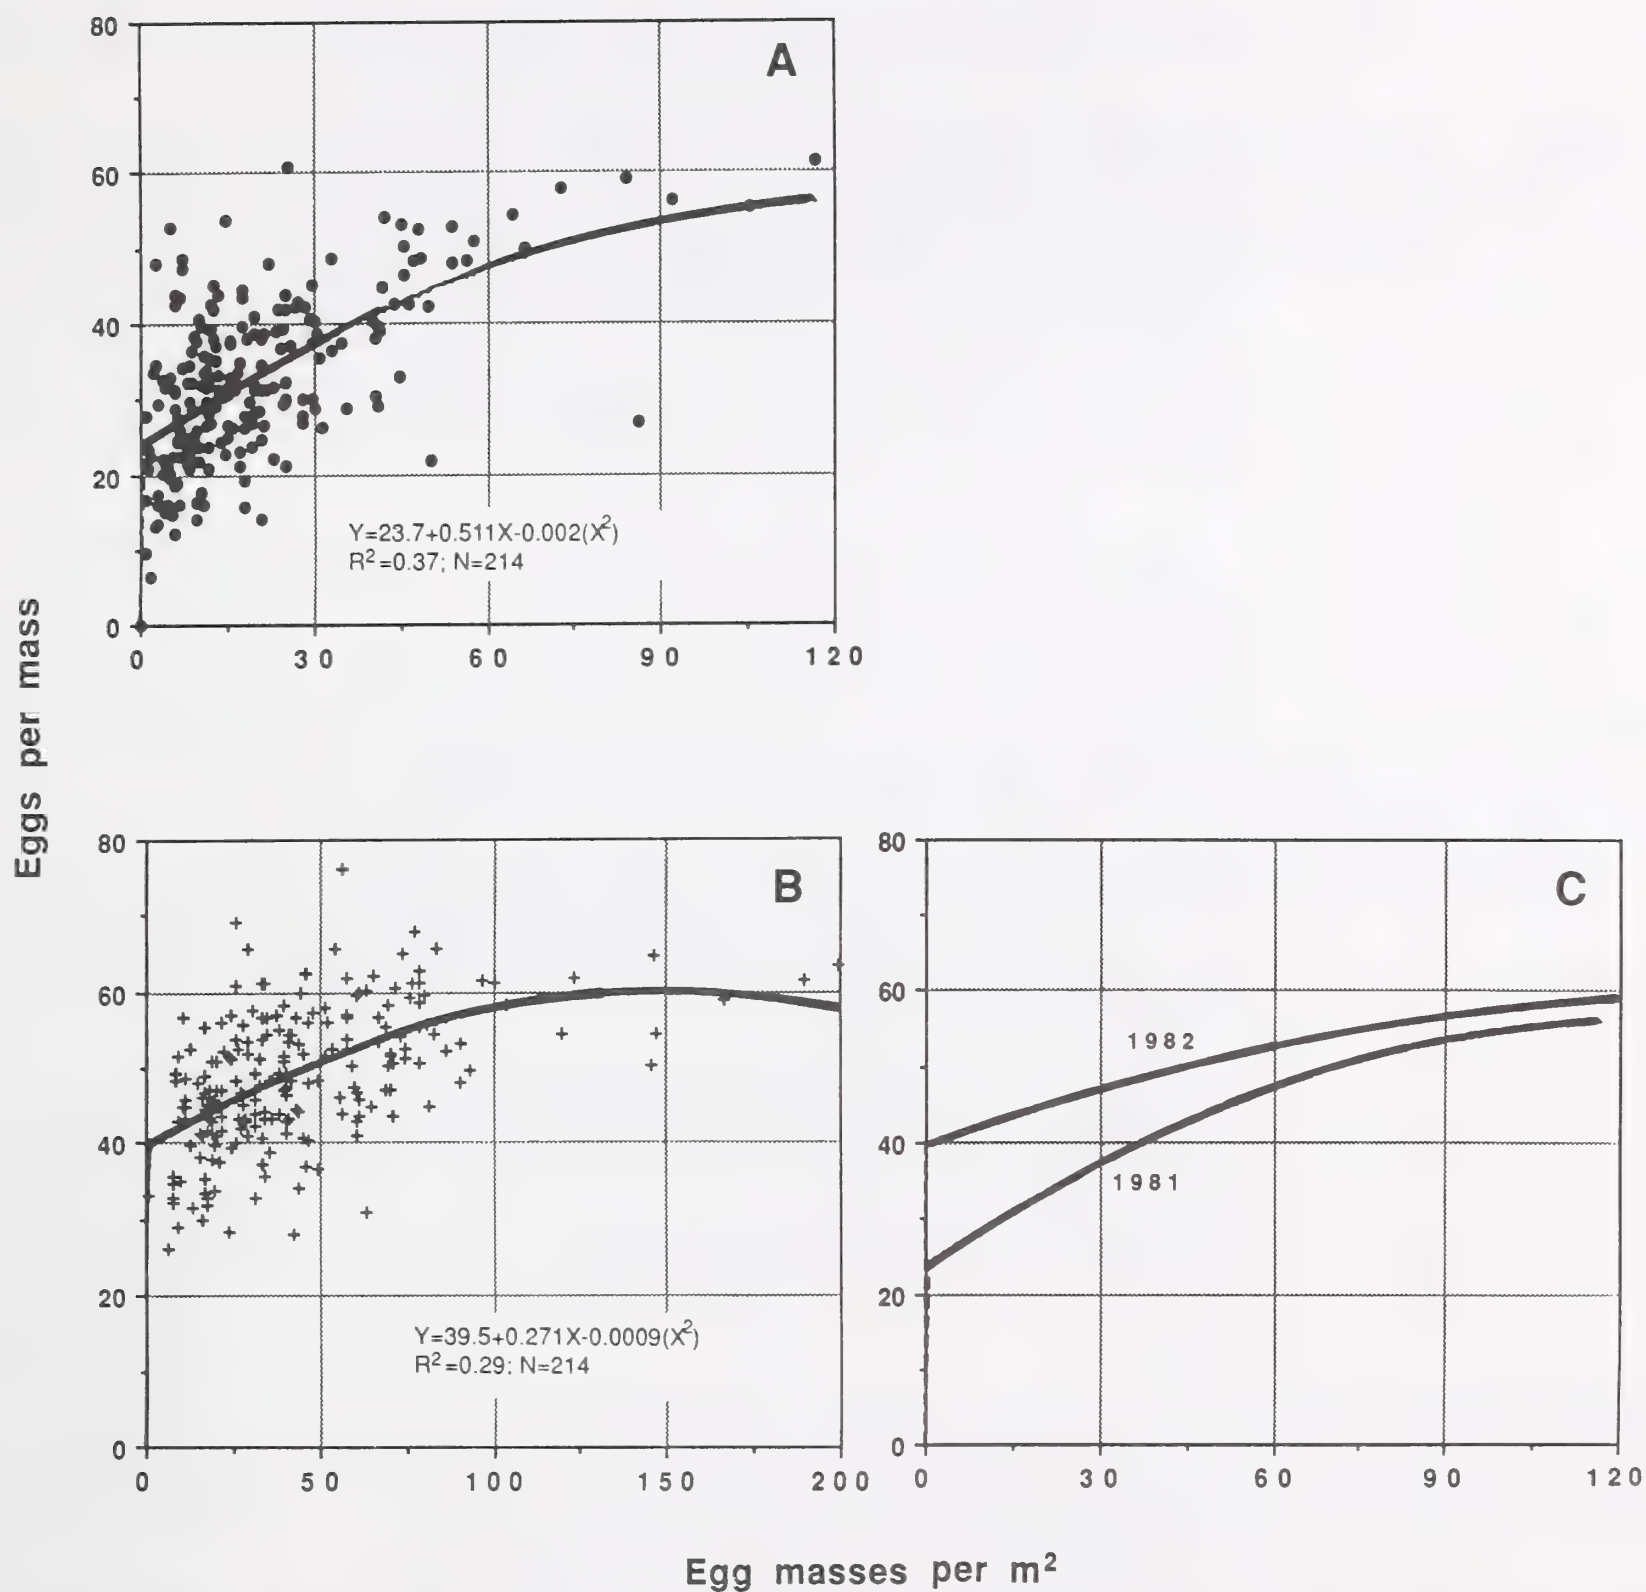 80
A
60
40
20
Y=23.7+0.511X-0.002(X²)
R²=0.37; N=214
0
0 30 60 90 120
Eggs per mass
80
B
60
40
20
Y=39.5+0.271X-0.0009(X²)
R²=0.29; N=214
0
0 50 100 150 200
80
C
60
1982
40
1981
20
0
0 30 60 90 120
Egg masses per m²